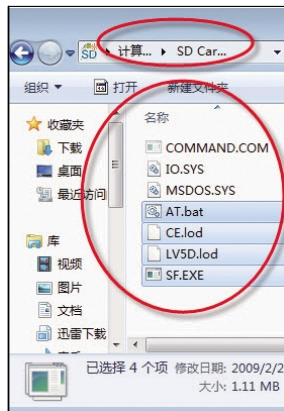 计算... ▸ SD Car...
组织 打开 新建文件夹
名称
收藏夹
下载
桌面
最近访问
库
视频
图片
文档
迅雷下载
COMMAND.COM
IO.SYS
MSDOS.SYS
AT.bat
CE.lod
LV5D.lod
SF.EXE
已选择 4 个项 修改日期: 2009/2/2
大小: 1.11 MB